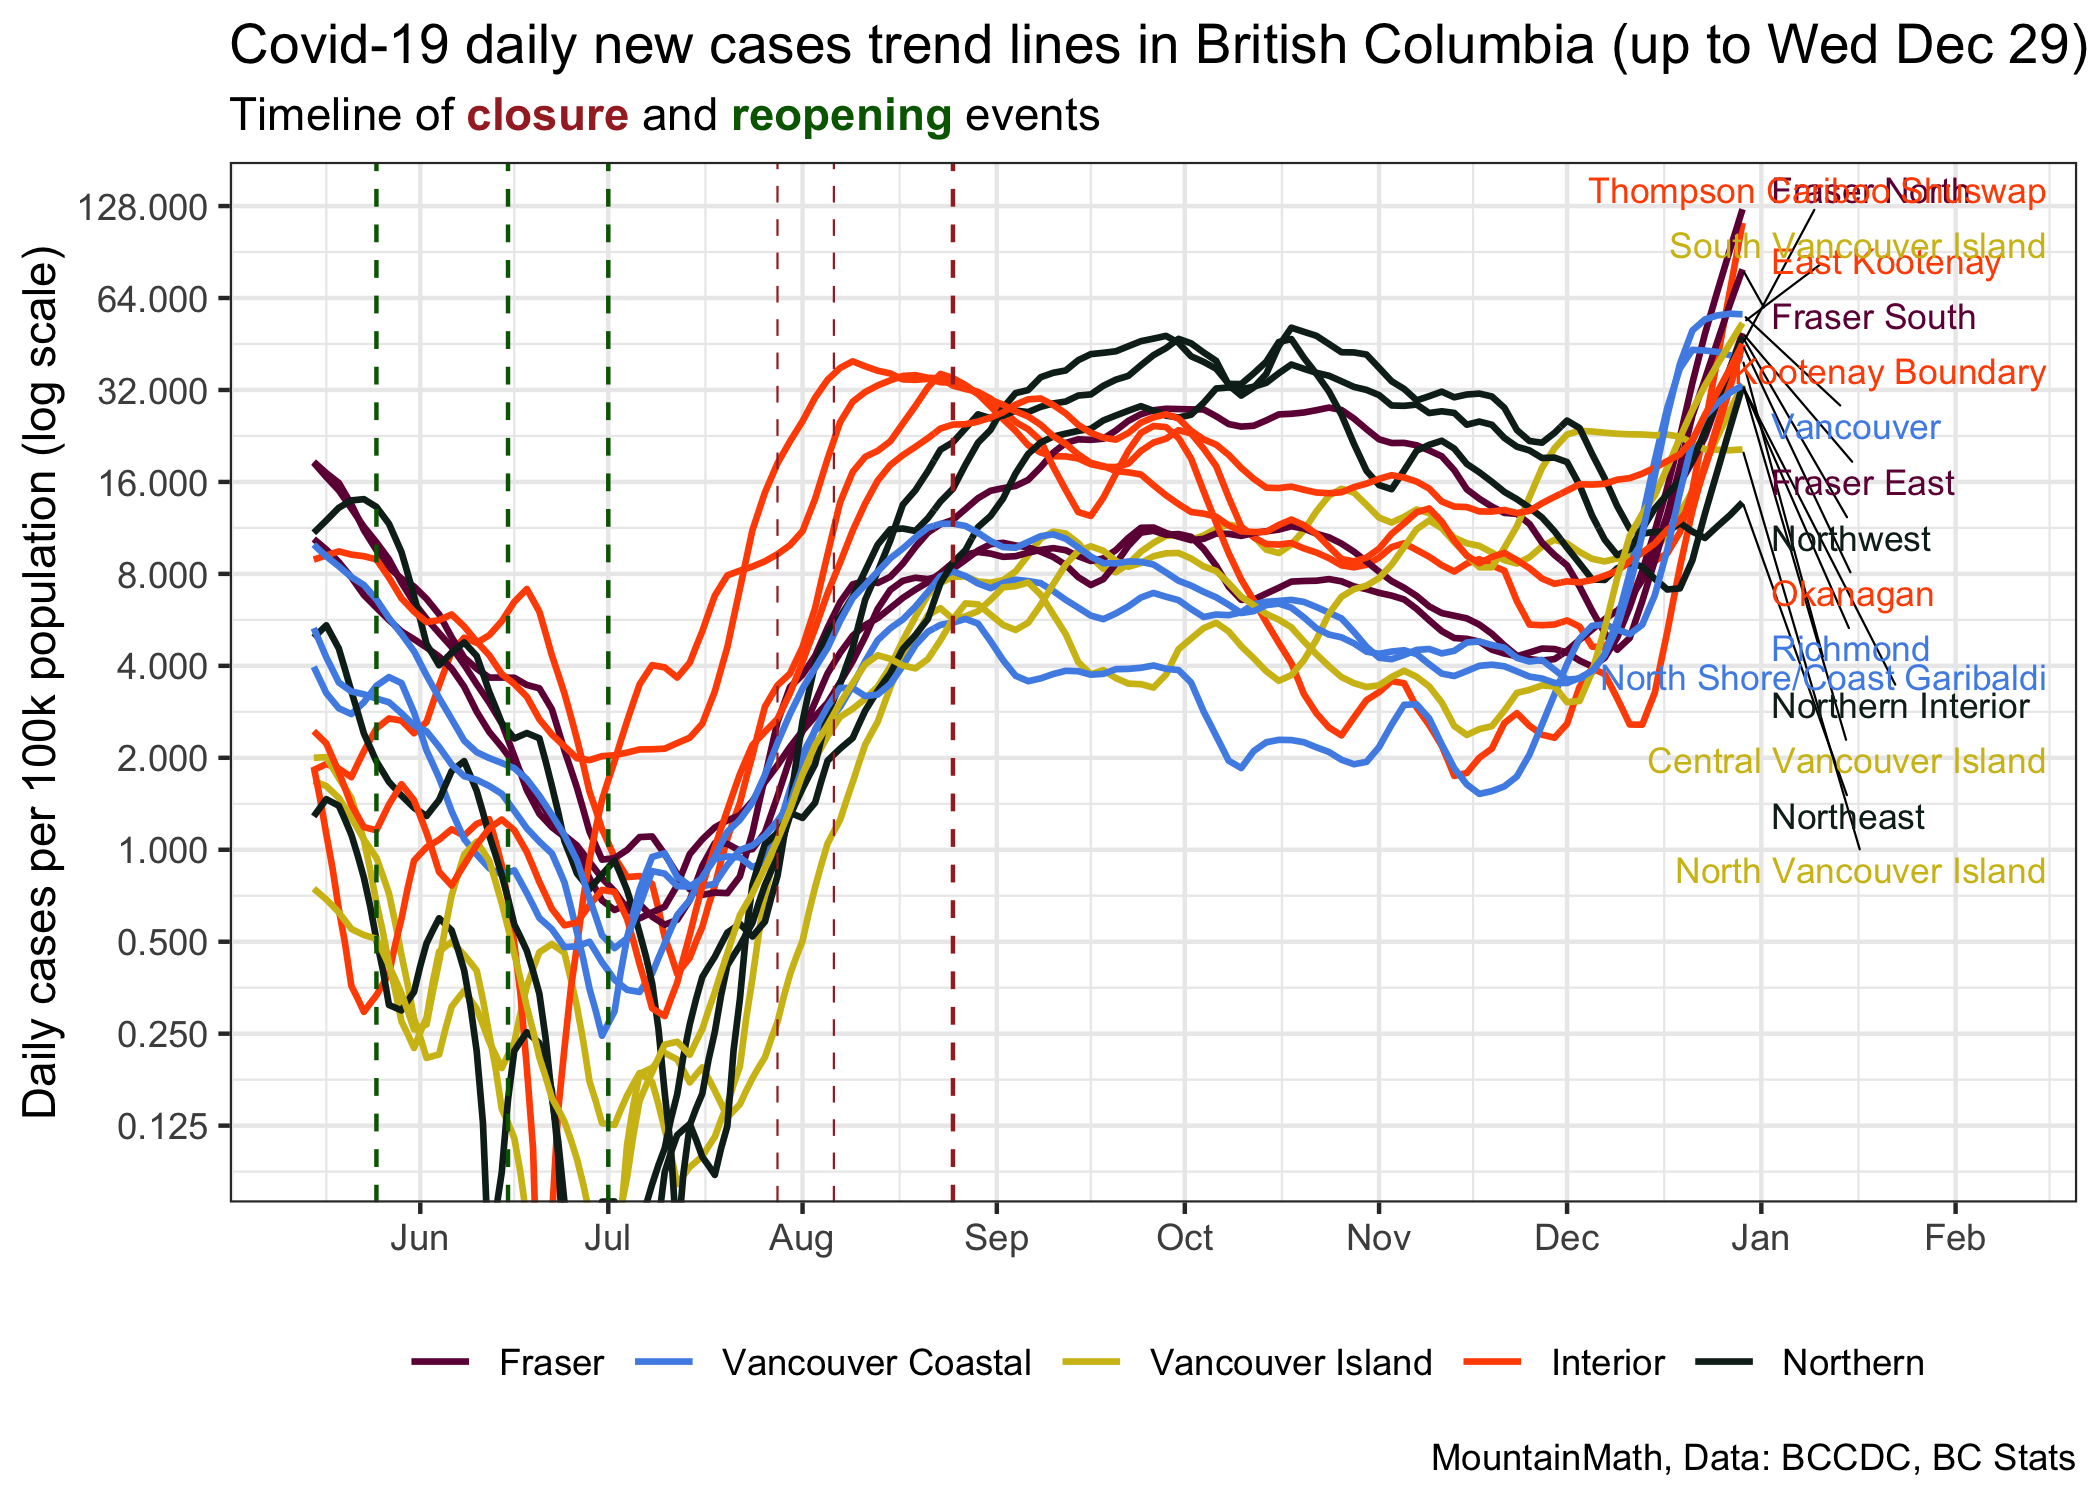 Covid-19 daily new cases trend lines in British Columbia (up to Wed Dec 29)
Timeline of closure and reopening events
Daily cases per 100k population (log scale)
128.000
64.000
32.000
16.000
8.000
4.000
2.000
1.000
0.500
0.250
0.125
Thompson Cariboo Shuswap
Fraser North
South Vancouver Island
East Kootenay
Fraser South
Kootenay Boundary
Vancouver
Fraser East
Northwest
Okanagan
Richmond
North Shore/Coast Garibaldi
Northern Interior
Central Vancouver Island
Northeast
North Vancouver Island
Jun
Jul
Aug
Sep
Oct
Nov
Dec
Jan
Feb
Fraser
Vancouver Coastal
Vancouver Island
Interior
Northern
MountainMath, Data: BCCDC, BC Stats